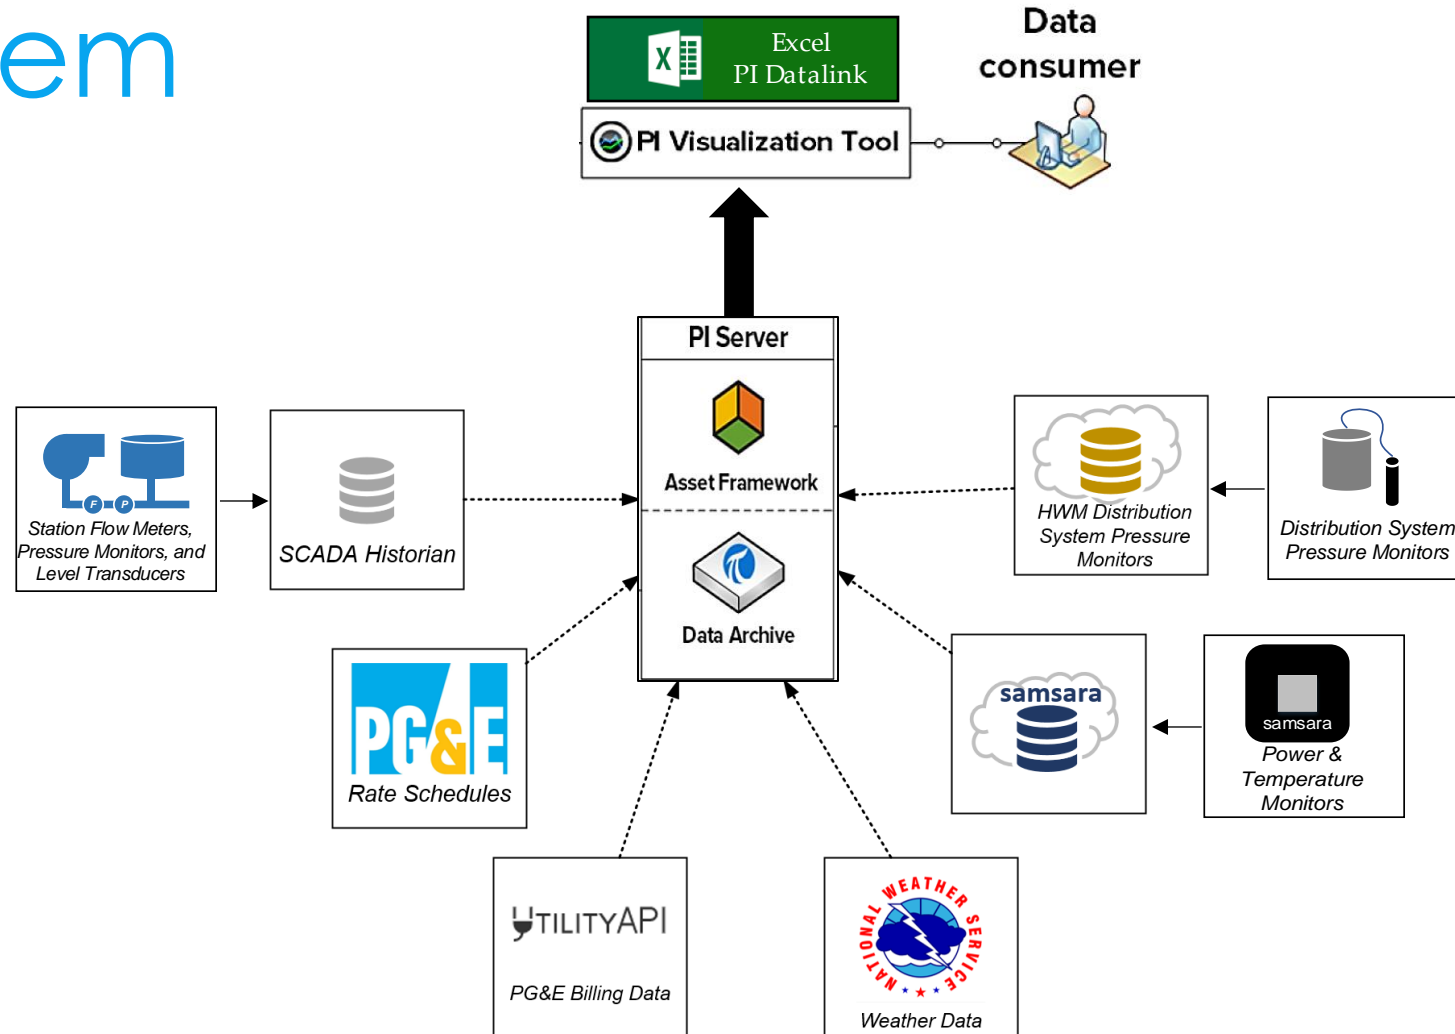 em
Excel
PI Datalink
Data
consumer
PI Visualization Tool
PI Server
Asset Framework
Data Archive
F
P
Station Flow Meters,
Pressure Monitors, and
Level Transducers
SCADA Historian
HWM Distribution
System Pressure
Monitors
Distribution System
Pressure Monitors
PG&E
Rate Schedules
samsara
samsara
Power &
Temperature
Monitors
UTILITYAPI
PG&E Billing Data
NATIONAL WEATHER SERVICE
Weather Data